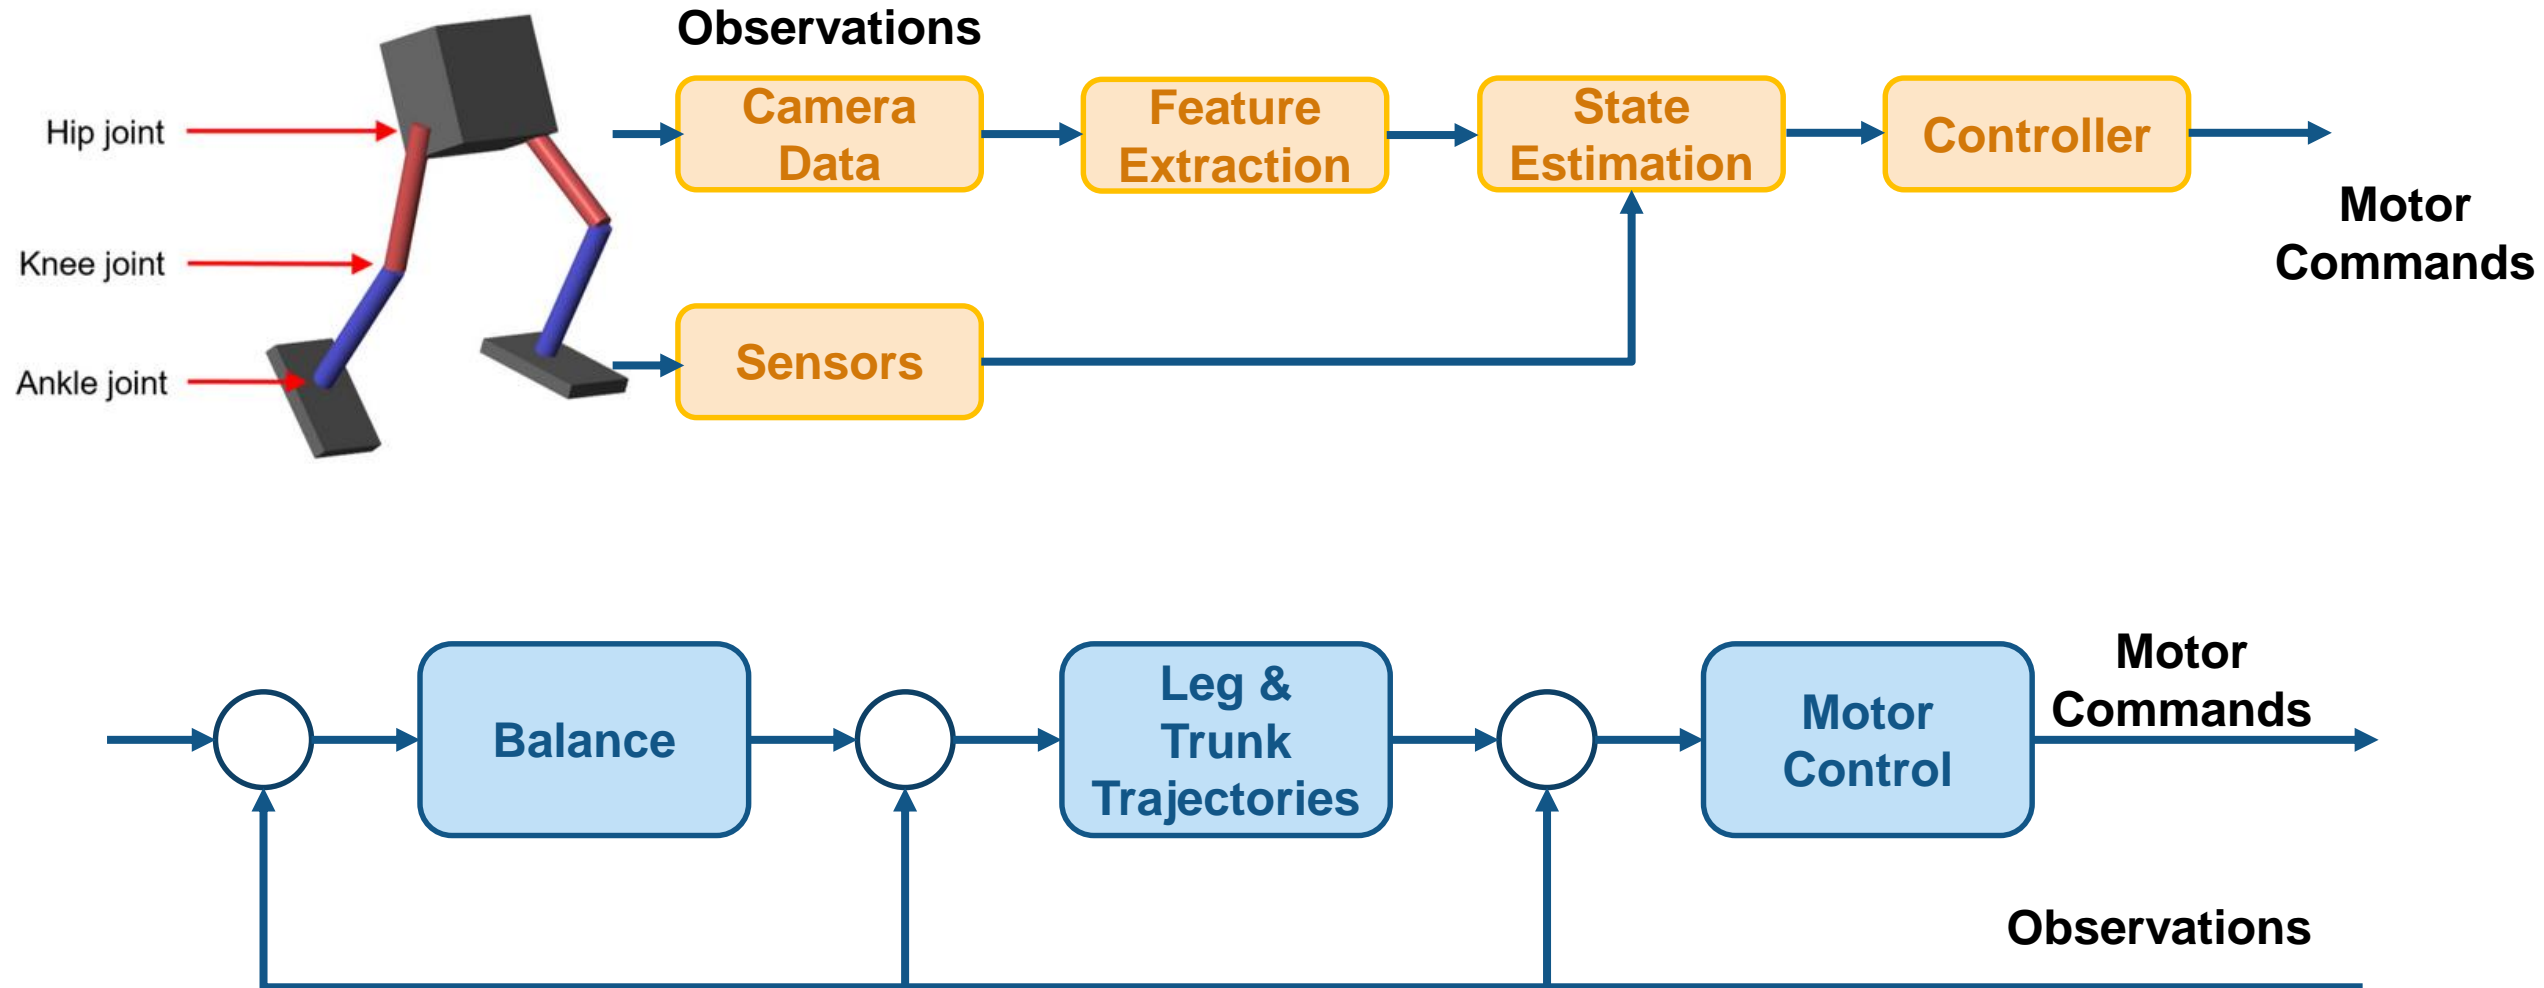 Observations
Hip joint
Knee joint
Ankle joint
Camera
Data
Feature
Extraction
State
Estimation
Controller
Motor
Commands
Sensors
Balance
Leg &
Trunk
Trajectories
Motor
Control
Motor
Commands
Observations